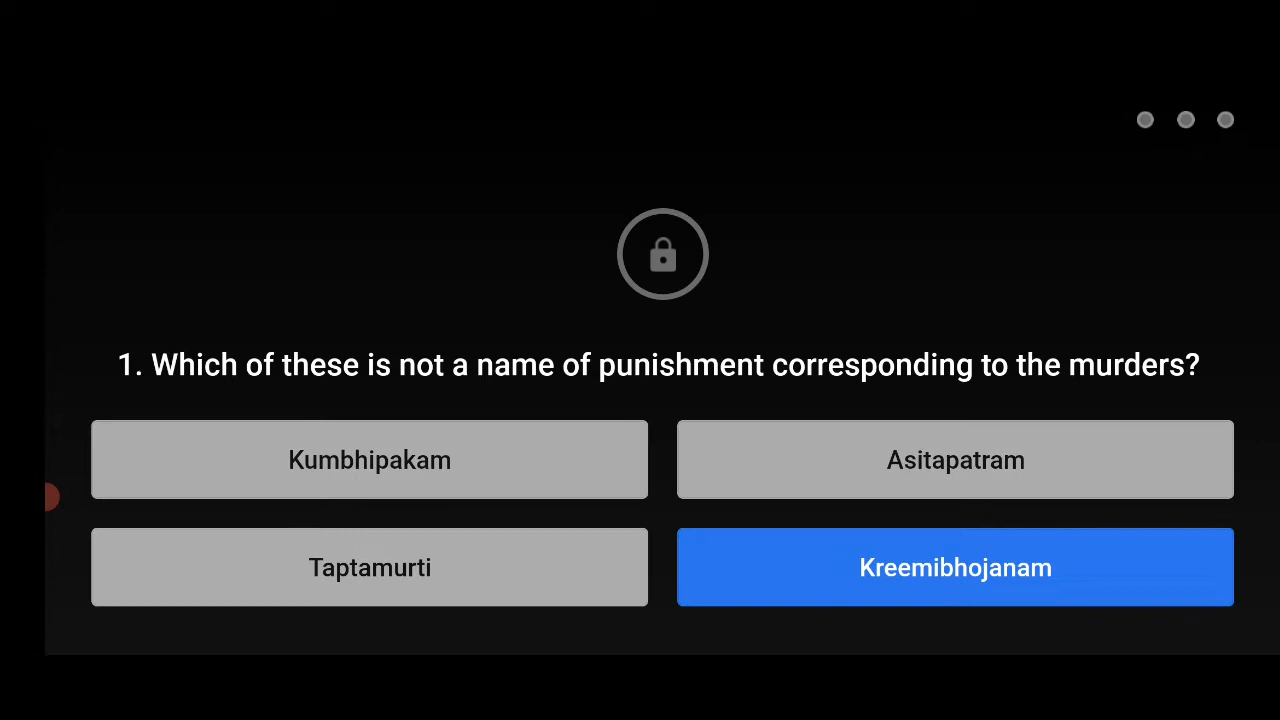 1. Which of these is not a name of punishment corresponding to the murders?
Kumbhipakam
Asitapatram
Taptamurti
Kreemibhojanam